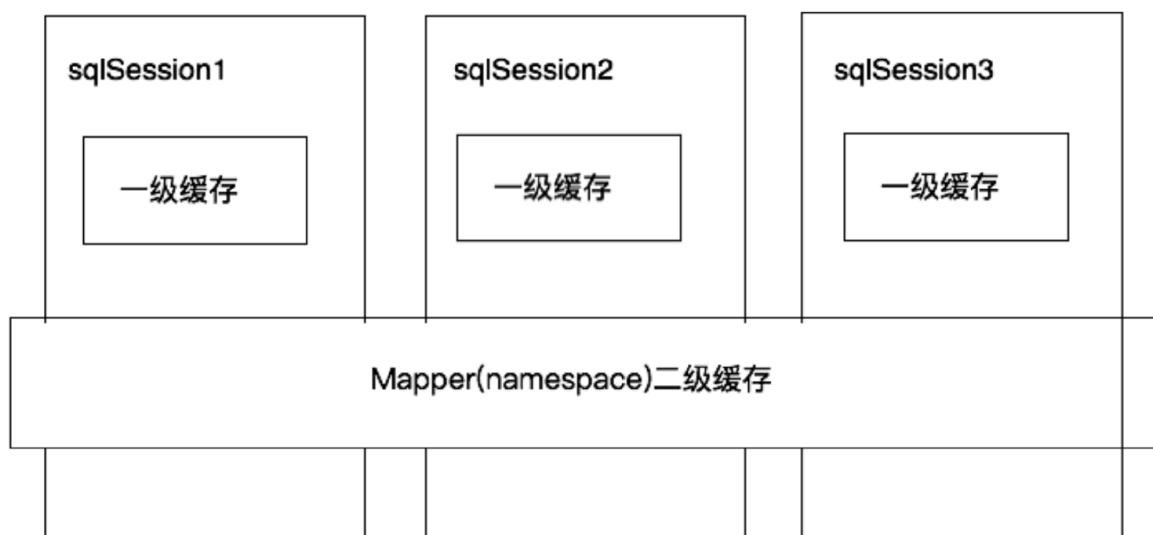 sqlSession1
sqlSession2
sqlSession3
一级缓存
一级缓存
一级缓存
Mapper(namespace)二级缓存